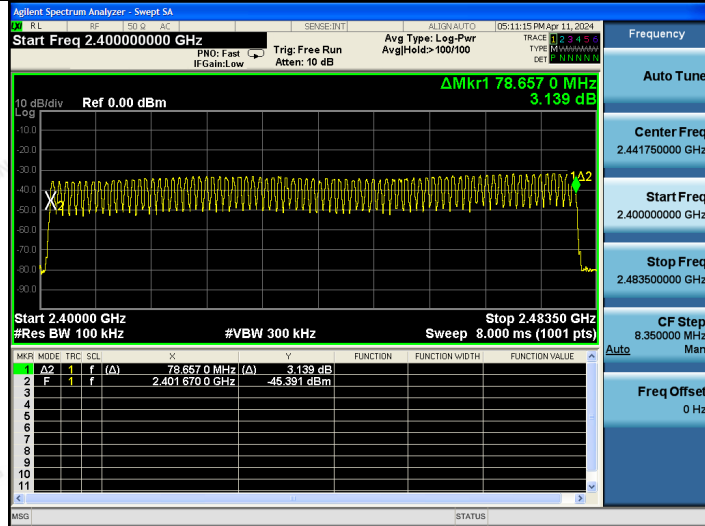 Agilent Spectrum Analyzer - Swept SA
LXI RL RF 50 Ω AC SENSE:INT ALIGNAUTO 05:11:15 PM Apr 11, 2024
Start Freq 2.400000000 GHz
PNO: Fast
IFGain:Low
Trig: Free Run
Atten: 10 dB
Avg Type: Log-Pwr
Avg|Hold:>100/100
TRACE 1 2 3 4 5 6
TYPE M
DET P N N N N N
ΔMkr1 78.657 0 MHz
3.139 dB
10 dB/div Ref 0.00 dBm
Log
-10.0
-20.0
-30.0
-40.0
-50.0
-60.0
-70.0
-80.0
-90.0
1Δ2
2
Start 2.40000 GHz Stop 2.48350 GHz
#Res BW 100 kHz #VBW 300 kHz Sweep 8.000 ms (1001 pts)
MKR MODE TRC SCL X Y FUNCTION FUNCTION WIDTH FUNCTION VALUE
1 Δ2 1 f (Δ) 78.657 0 MHz (Δ) 3.139 dB
2 F 1 f 2.401 670 0 GHz -45.391 dBm
3
4
5
6
7
8
9
10
11
MSG STATUS
Frequency
Auto Tune
Center Freq
2.441750000 GHz
Start Freq
2.400000000 GHz
Stop Freq
2.483500000 GHz
CF Step
8.350000 MHz
Auto Man
Freq Offset
0 Hz